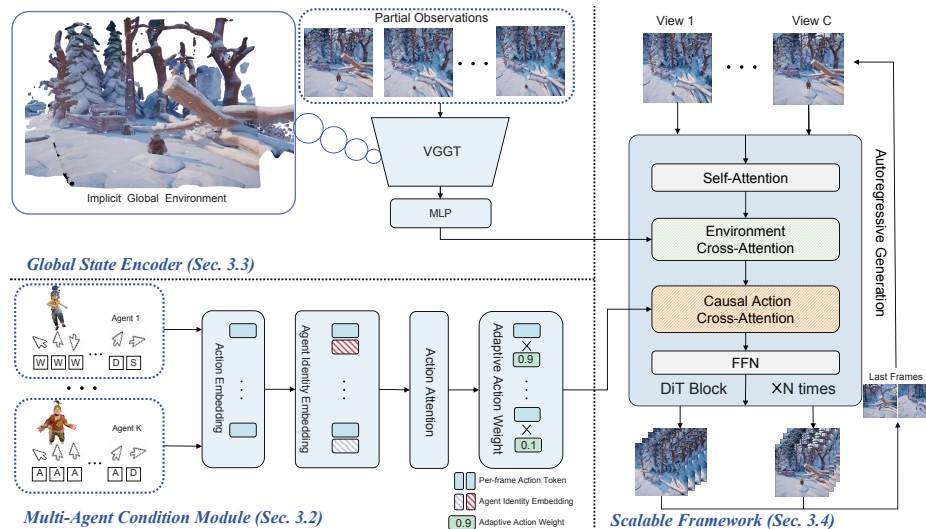 Partial Observations
VGGT
MLP
Implicit Global Environment
Global State Encoder (Sec. 3.3)
Agent 1
W W W ... D S
Agent K
A A A ... A D
Action Embedding
Agent Identity Embedding
Action Attention
Adaptive Action Weight
×
0.9
×
0.1
Per-frame Action Token
Agent Identity Embedding
0.9 Adaptive Action Weight
Multi-Agent Condition Module (Sec. 3.2)
View 1
View C
Self-Attention
Environment
Cross-Attention
Causal Action
Cross-Attention
FFN
DiT Block ×N times
Autoregressive Generation
Last Frames
Scalable Framework (Sec. 3.4)